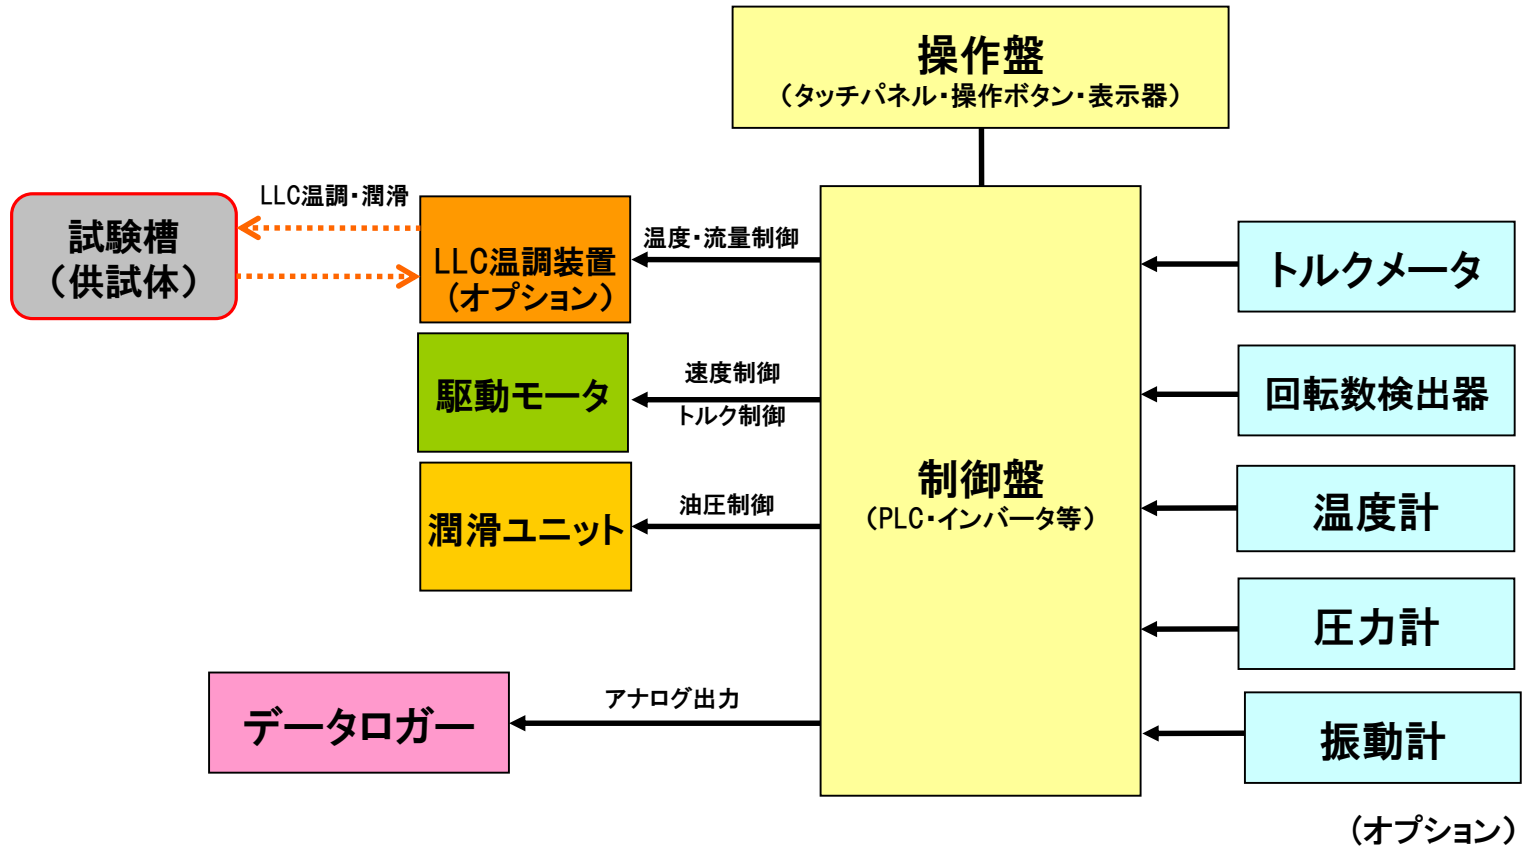 操作盤
（タッチパネル・操作ボタン・表示器）
LLC温調・潤滑
試験槽
（供試体）
LLC温調装置
（オプション）
温度・流量制御
トルクメータ
駆動モータ
速度制御
トルク制御
回転数検出器
制御盤
（PLC・インバータ等）
潤滑ユニット
油圧制御
温度計
圧力計
データロガー
アナログ出力
振動計
（オプション）